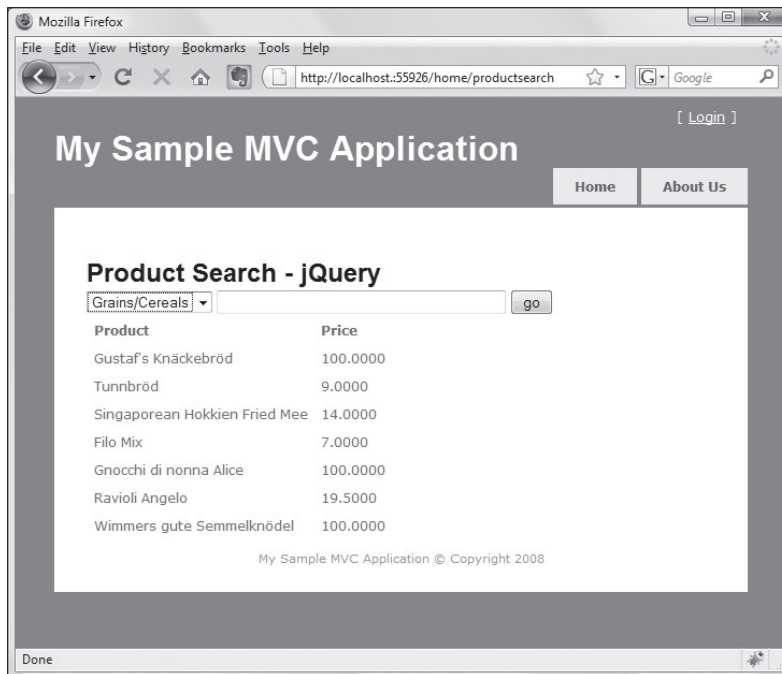 Mozilla Firefox
File Edit View History Bookmarks Tools Help
http://localhost.:55926/home/productsearch
G Google
[ Login ]
My Sample MVC Application
Home About Us
Product Search - jQuery
Grains/Cereals go
Product Price
Gustaf's Knäckebröd 100.0000
Tunnbröd 9.0000
Singaporean Hokkien Fried Mee 14.0000
Filo Mix 7.0000
Gnocchi di nonna Alice 100.0000
Ravioli Angelo 19.5000
Wimmers gute Semmelknödel 100.0000
My Sample MVC Application © Copyright 2008
Done